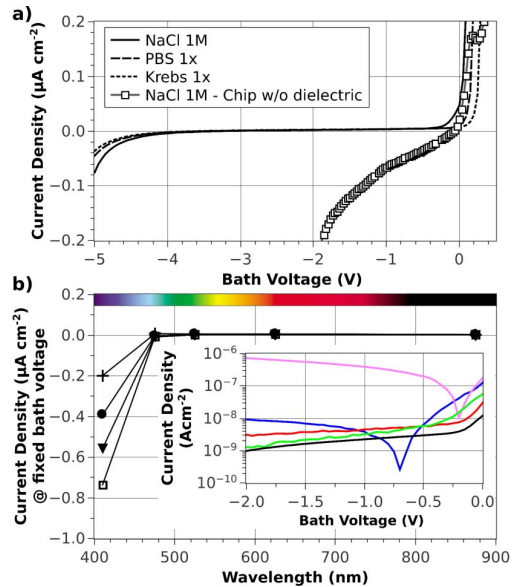 a)
0.2
0.1
0.0
−0.1
−0.2
Current Density (µA cm⁻²)
NaCl 1M
PBS 1x
Krebs 1x
NaCl 1M - Chip w/o dielectric
−5 −4 −3 −2 −1 0
Bath Voltage (V)
b)
0.2
0.0
−0.2
−0.4
−0.6
−0.8
−1.0
Current Density (µA cm⁻²)
@ fixed bath voltage
Current Density
(Acm⁻²)
10⁻⁶
10⁻⁷
10⁻⁸
10⁻⁹
10⁻¹⁰
−2.0 −1.5 −1.0 −0.5 0.0
Bath Voltage (V)
400 500 600 700 800 900
Wavelength (nm)